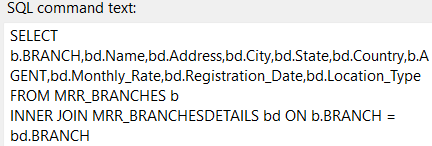 SQL command text:
SELECT
b.BRANCH,bd.Name,bd.Address,bd.City,bd.State,bd.Country,b.A
GENT,bd.Monthly_Rate,bd.Registration_Date,bd.Location_Type
FROM MRR_BRANCHES b
INNER JOIN MRR_BRANCHESDETAILS bd ON b.BRANCH =
bd.BRANCH